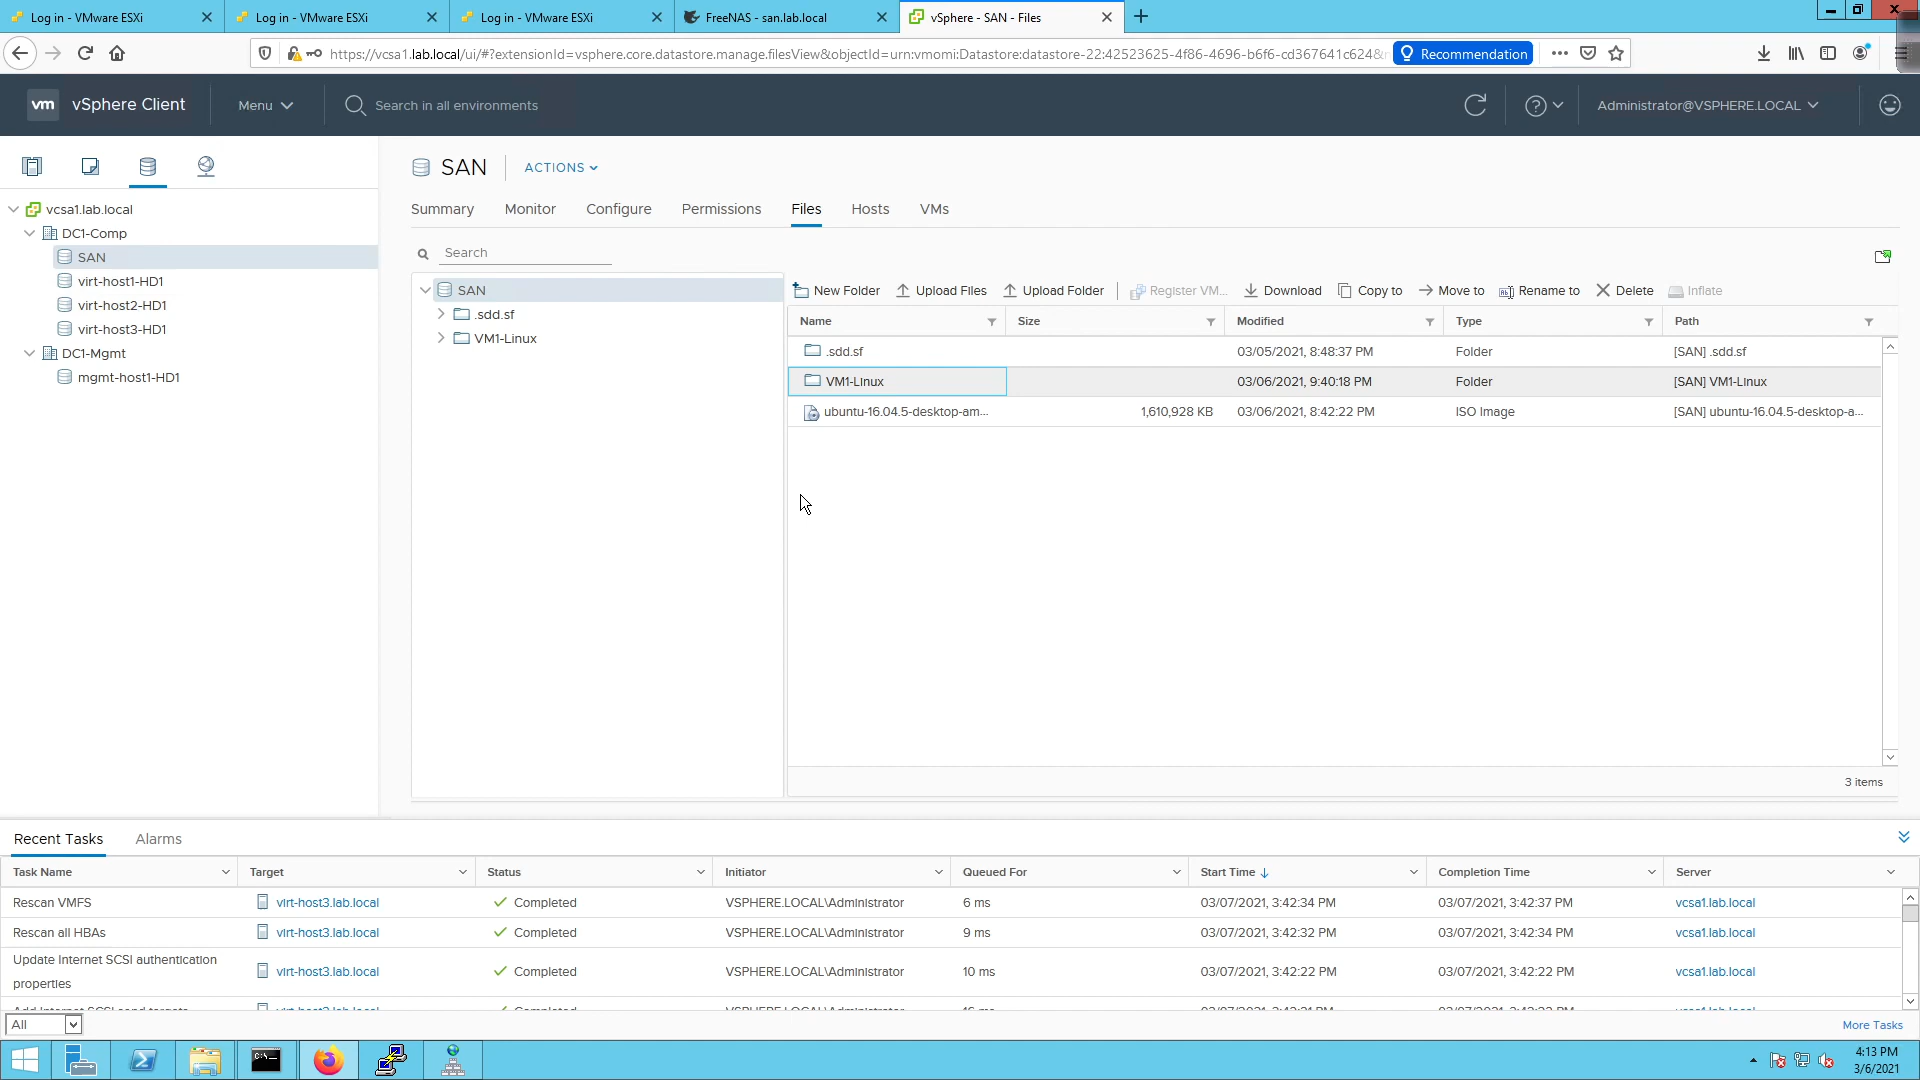 Log in - VMware ESXi
Log in - VMware ESXi
Log in - VMware ESXi
FreeNAS - san.lab.local
vSphere - SAN - Files
https://vcsa1.lab.local/ui/#?extensionId=vsphere.core.datastore.manage.filesView&objectId=urn:vmomi:Datastore:datastore-22:42523625-4f86-4696-b6f6-cd367641c624&
Recommendation
vm vSphere Client
Menu
Search in all environments
Administrator@VSPHERE.LOCAL
SAN
ACTIONS
Summary Monitor Configure Permissions Files Hosts VMs
vcsa1.lab.local
DC1-Comp
SAN
virt-host1-HD1
virt-host2-HD1
virt-host3-HD1
DC1-Mgmt
mgmt-host1-HD1
Search
SAN
.sdd.sf
VM1-Linux
New Folder Upload Files Upload Folder Register VM... Download Copy to Move to Rename to Delete Inflate
Name Size Modified Type Path
.sdd.sf 03/05/2021, 8:48:37 PM Folder [SAN] .sdd.sf
VM1-Linux 03/06/2021, 9:40:18 PM Folder [SAN] VM1-Linux
ubuntu-16.04.5-desktop-am... 1,610,928 KB 03/06/2021, 8:42:22 PM ISO Image [SAN] ubuntu-16.04.5-desktop-a...
3 items
Recent Tasks Alarms
Task Name Target Status Initiator Queued For Start Time Completion Time Server
Rescan VMFS virt-host3.lab.local Completed VSPHERE.LOCAL\Administrator 6 ms 03/07/2021, 3:42:34 PM 03/07/2021, 3:42:37 PM vcsa1.lab.local
Rescan all HBAs virt-host3.lab.local Completed VSPHERE.LOCAL\Administrator 9 ms 03/07/2021, 3:42:32 PM 03/07/2021, 3:42:34 PM vcsa1.lab.local
Update Internet SCSI authentication
properties virt-host3.lab.local Completed VSPHERE.LOCAL\Administrator 10 ms 03/07/2021, 3:42:22 PM 03/07/2021, 3:42:22 PM vcsa1.lab.local
All
More Tasks
4:13 PM
3/6/2021